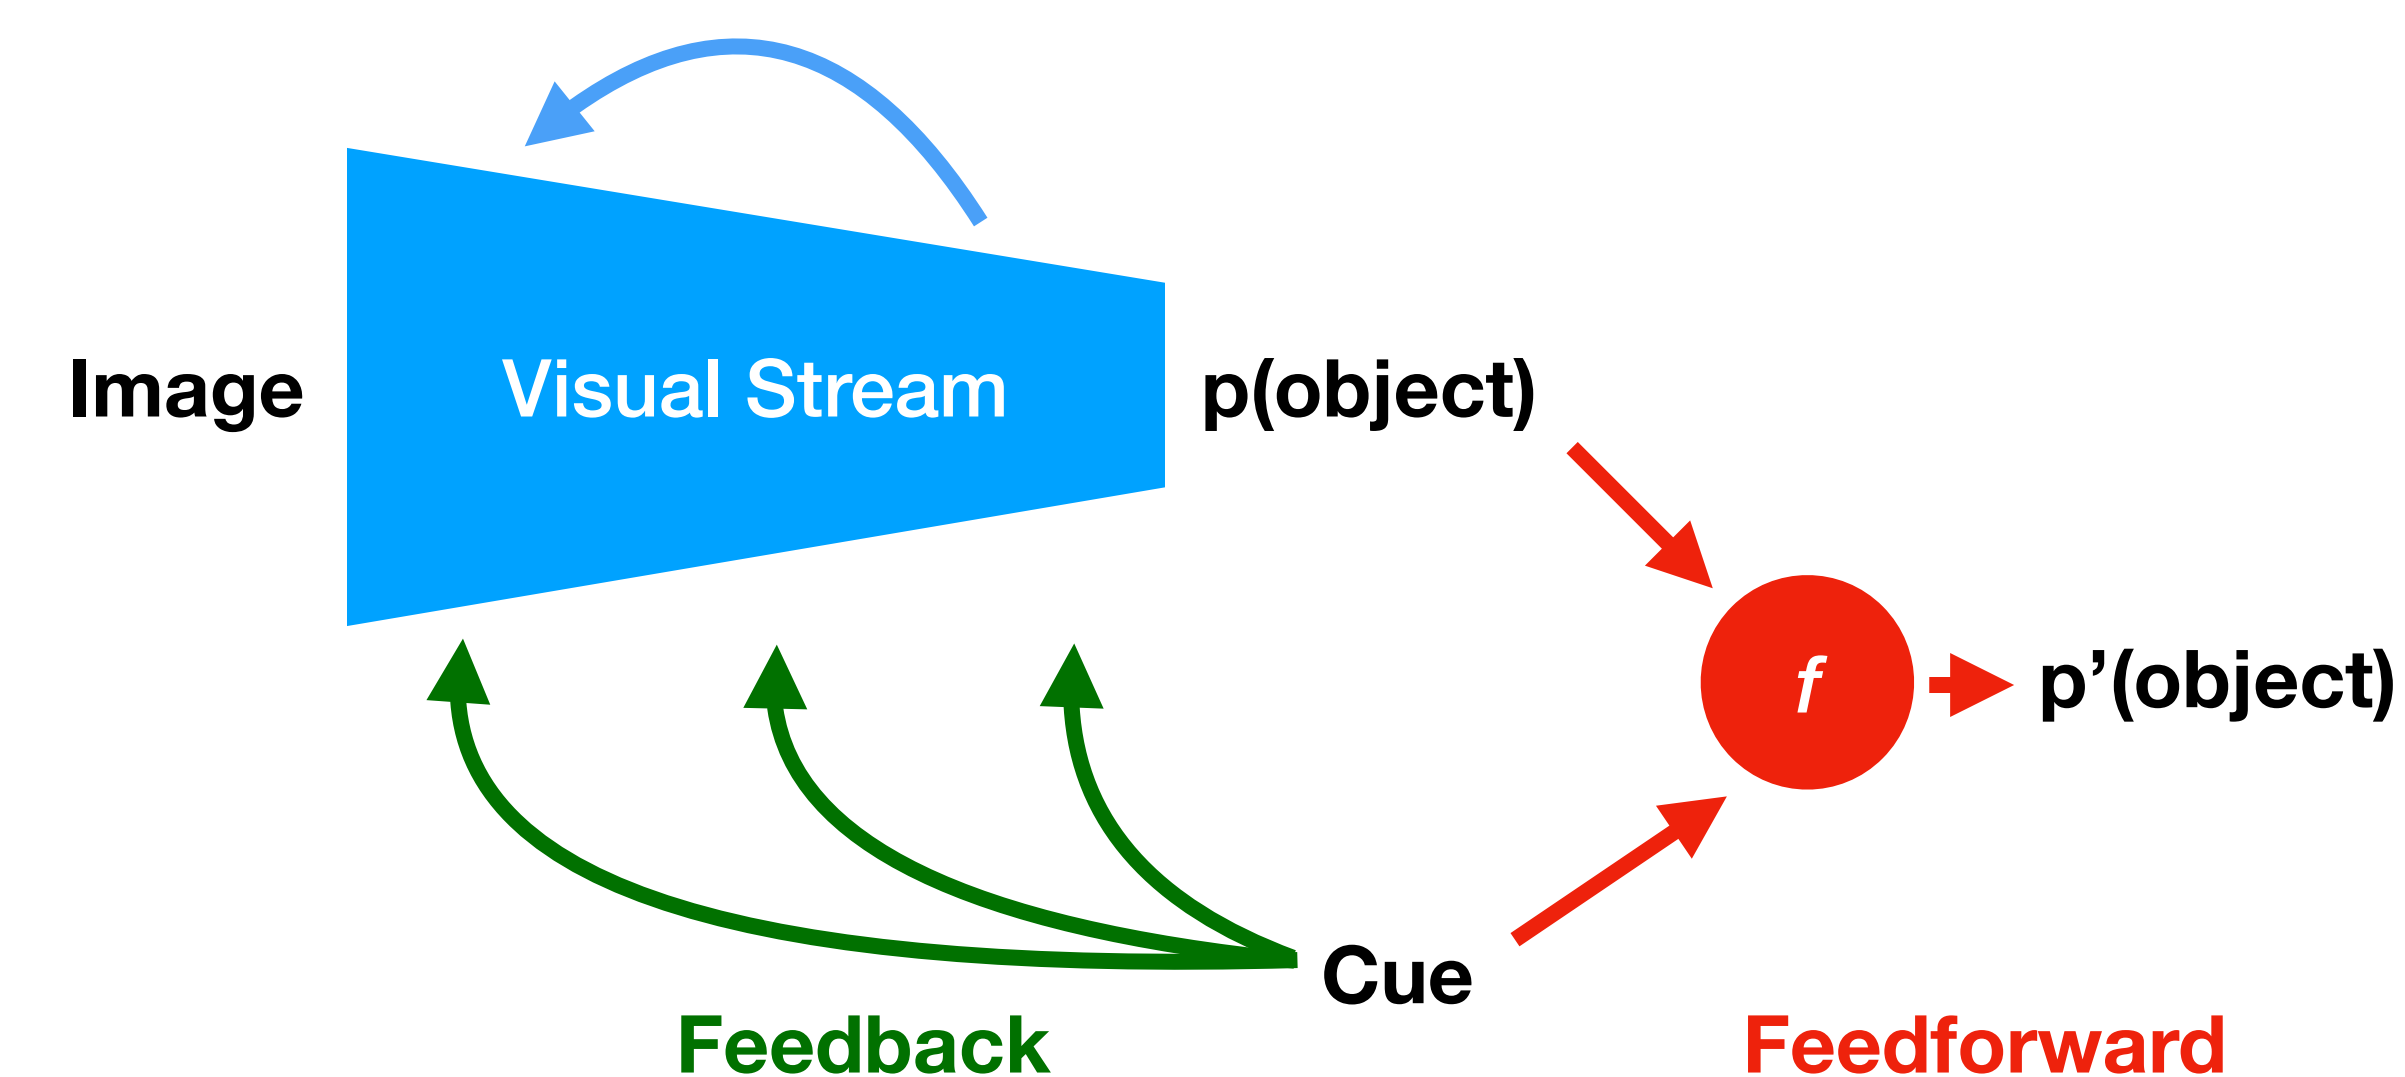 Image
Visual Stream
p(object)
f
p’(object)
Cue
Feedback
Feedforward